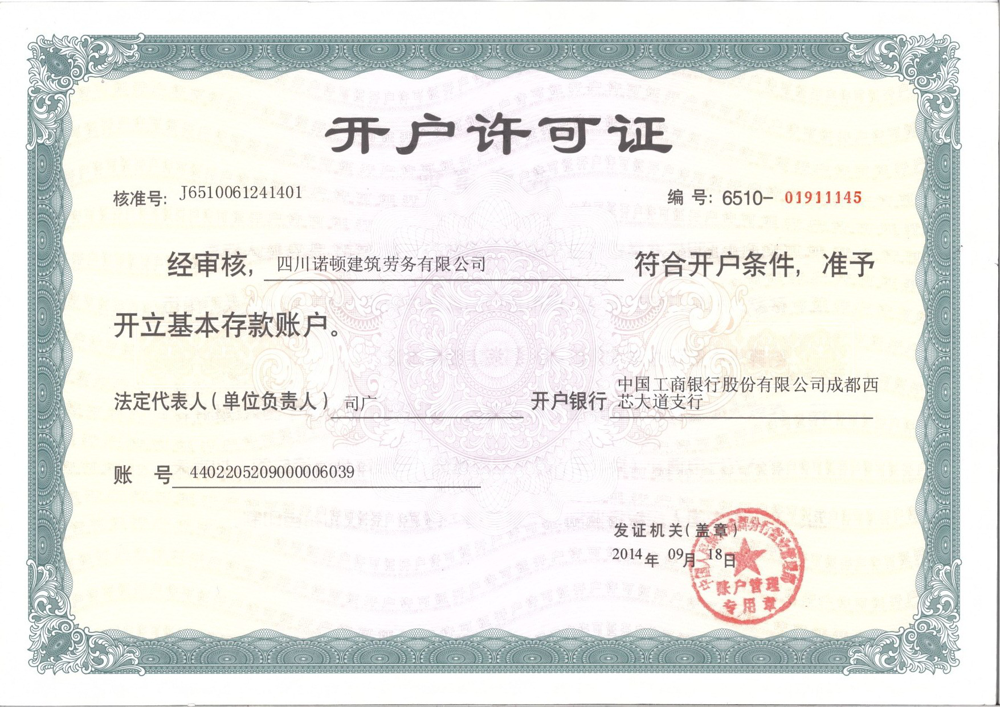 开户许可证
核准号: J6510061241401
编 号: 6510- 01911145
经审核, 四川诺顿建筑劳务有限公司 符合开户条件, 准予
开立基本存款账户。
法定代表人(单位负责人) 司广 开户银行 中国工商银行股份有限公司成都西
芯大道支行
账 号 4402205209000006039
发证机关(盖章)
2014年 09月 18日
账户管理
专用章